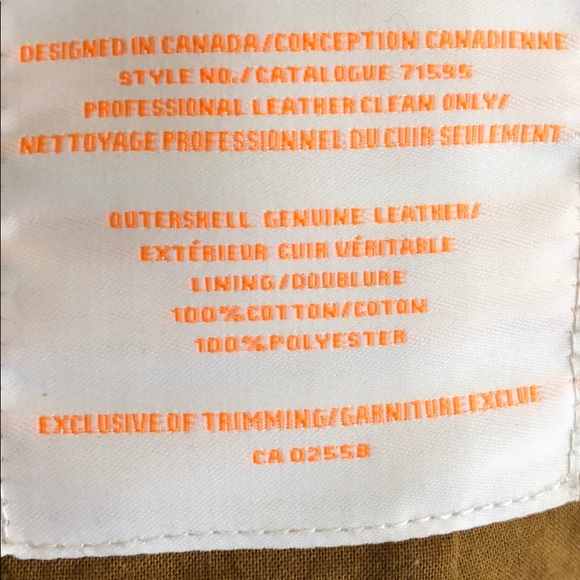 DESIGNED IN CANADA/CONCEPTION CANADIENNE
STYLE NO./CATALOGUE 71595
PROFESSIONAL LEATHER CLEAN ONLY/
NETTOYAGE PROFESSIONNEL DU CUIR SEULEMENT
OUTERSHELL GENUINE LEATHER/
EXTÉRIEUR CUIR VÉRITABLE
LINING/DOUBLURE
100% COTTON/COTON
100% POLYESTER
EXCLUSIVE OF TRIMMING/GARNITURE EXCLUE
CA 02558